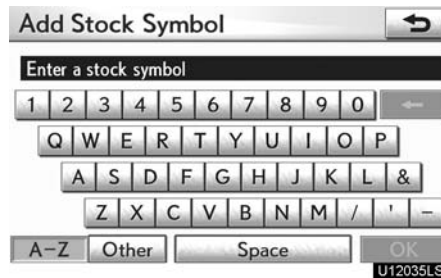 Add Stock Symbol
Enter a stock symbol
1 2 3 4 5 6 7 8 9 0 ←
Q W E R T Y U I O P
A S D F G H J K L &
Z X C V B N M / ' -
A-Z Other Space OK
U12035LS